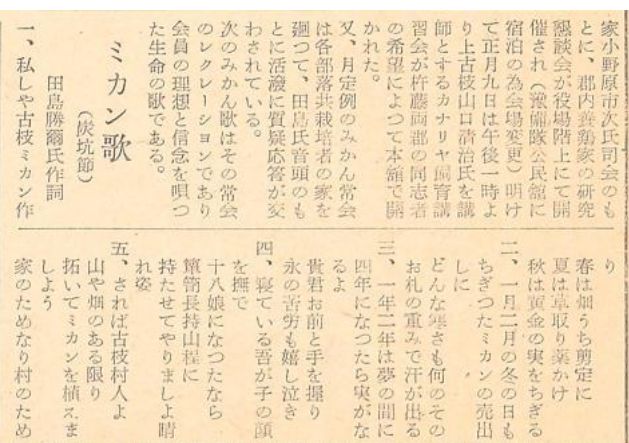 家小野原市次氏司会のも
とに、郡内養鶏家の研究
懇談会が役場階上にて開
催され（豫備隊公民館に
宿泊の為会場変更）明け
て正月九日は午後一時よ
り上古枝山口清治氏を講
師とするカナリヤ飼育講
習会が杵藤両郡の同志者
の希望によつて本館で開
かれた。
又、月定例のみかん常会
は各部落共栽培者の家を
廻つて、田島氏音頭のも
とに活潑に質疑応答が交
わされている。
次のみかん歌はその常会
のレクレーションであり
会員の理想と信念を唄つ
た生命の歌である。
ミカン歌
田島勝爾氏作詞
（炭坑節）
一、私しや古枝ミカン作
り
春は畑うち剪定に
夏は草取り薬かけ
秋は黄金の実をちぎる
二、一月二月の冬の日も
ちぎつたミカンの売出
しに
どんな寒さも何のその
お札の重みで汗が出る
三、一年二年は夢の間に
四年になつたら実がな
るよ
貴君お前と手を握り
永の苦労も嬉し泣き
四、寝ている吾が子の顔
を撫で
十八娘になつたなら
簞笥長持山程に
持たせてやりましよ晴
れ姿
五、されば古枝村人よ
山や畑のある限り
拓いてミカンを植えま
しよう
家のためなり村のため